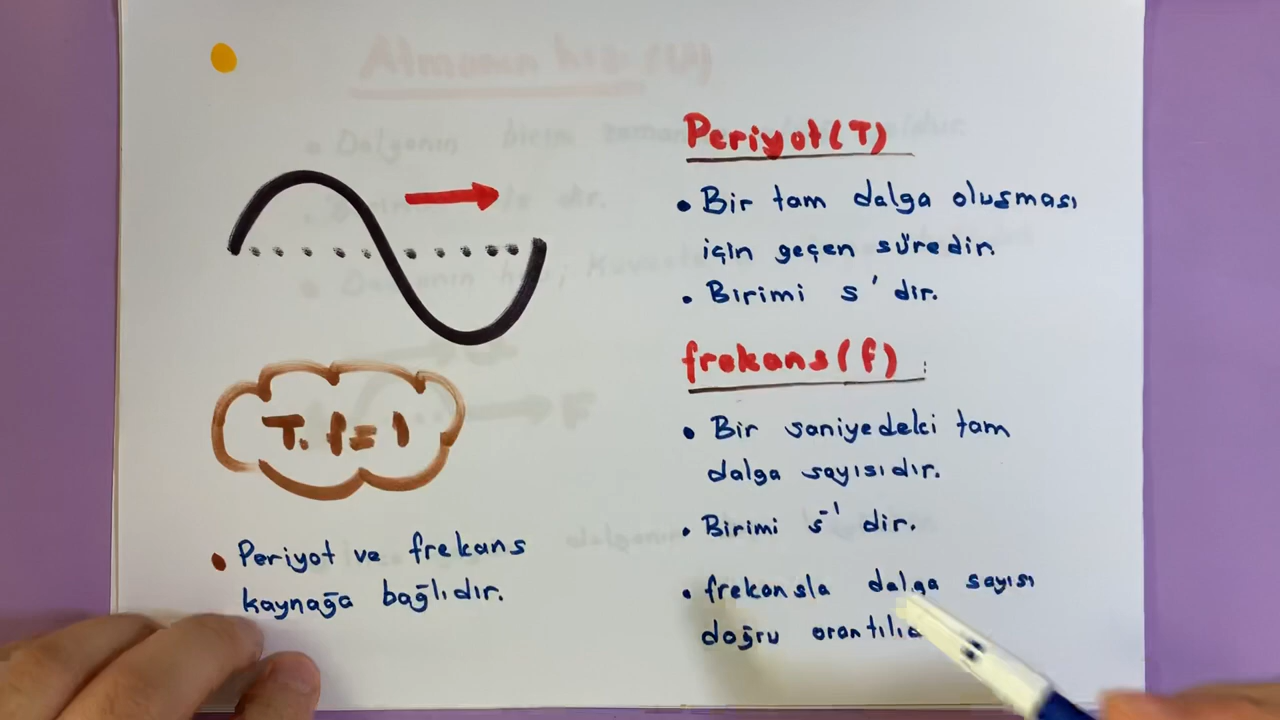 Periyot(T)
• Bir tam dalga oluşması
için geçen süredir.
• Birimi s' dir.
frekans(f)
• Bir saniyedeki tam
dalga sayısıdır.
• Birimi s⁻¹ dir.
• frekansla dalga sayısı
doğru
T. f = 1
• Periyot ve frekans
kaynağa bağlıdır.